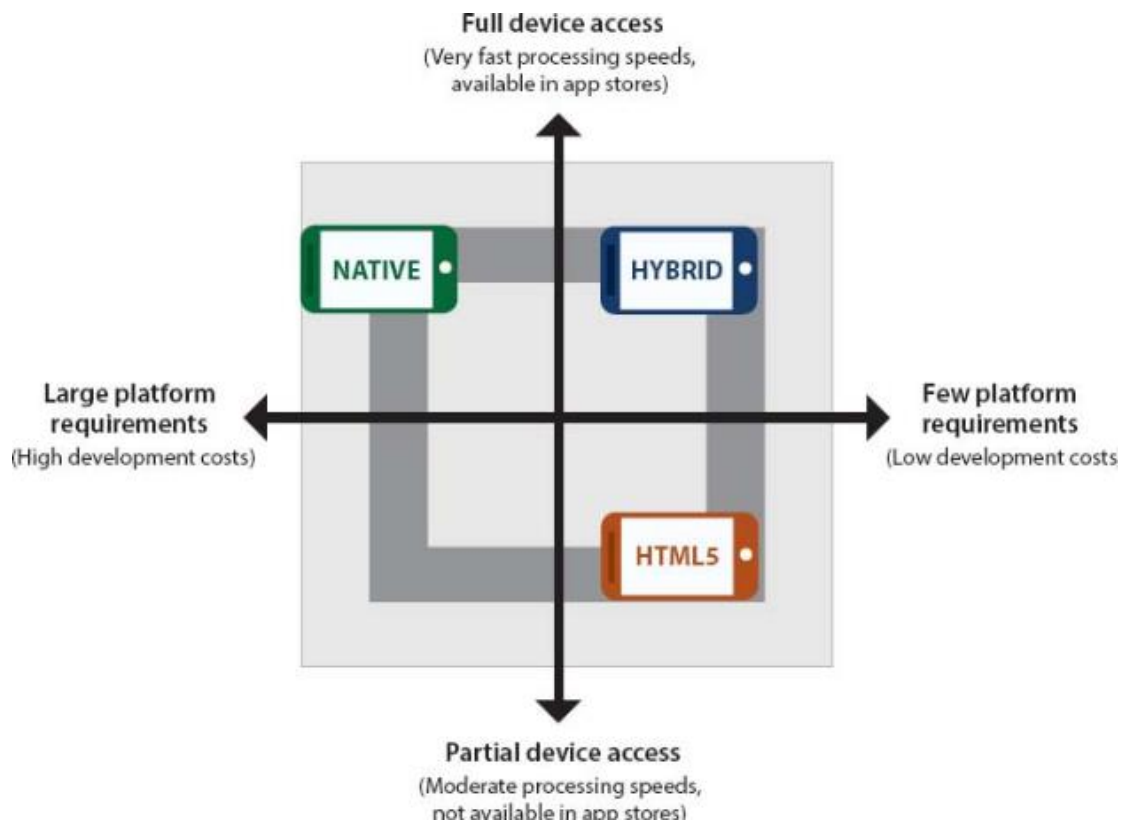 Full device access
(Very fast processing speeds,
available in app stores)
NATIVE
HYBRID
Large platform
requirements
(High development costs)
Few platform
requirements
(Low development costs
HTML5
Partial device access
(Moderate processing speeds,
not available in app stores)